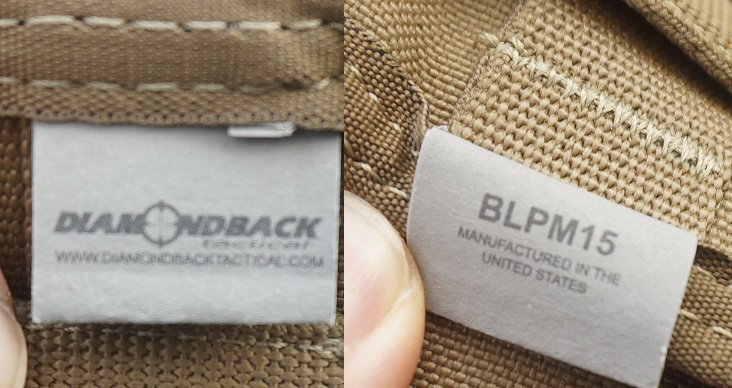 DIAMONDBACK
tactical
WWW.DIAMONDBACKTACTICAL.COM
BLPM15
MANUFACTURED IN THE
UNITED STATES